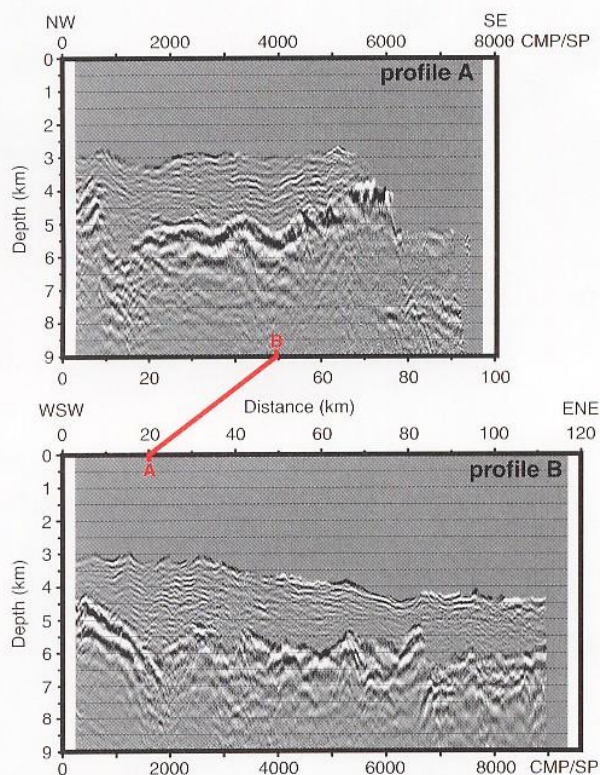 NW SE
0 2000 4000 6000 8000 CMP/SP
profile A
0
1
2
3
4
5
6
7
8
9
Depth (km)
B
0 20 60 80 100
WSW Distance (km) ENE
0 20 40 60 80 100 120
A
profile B
0
1
2
3
4
5
6
7
8
9
Depth (km)
0 2000 4000 6000 8000 CMP/SP